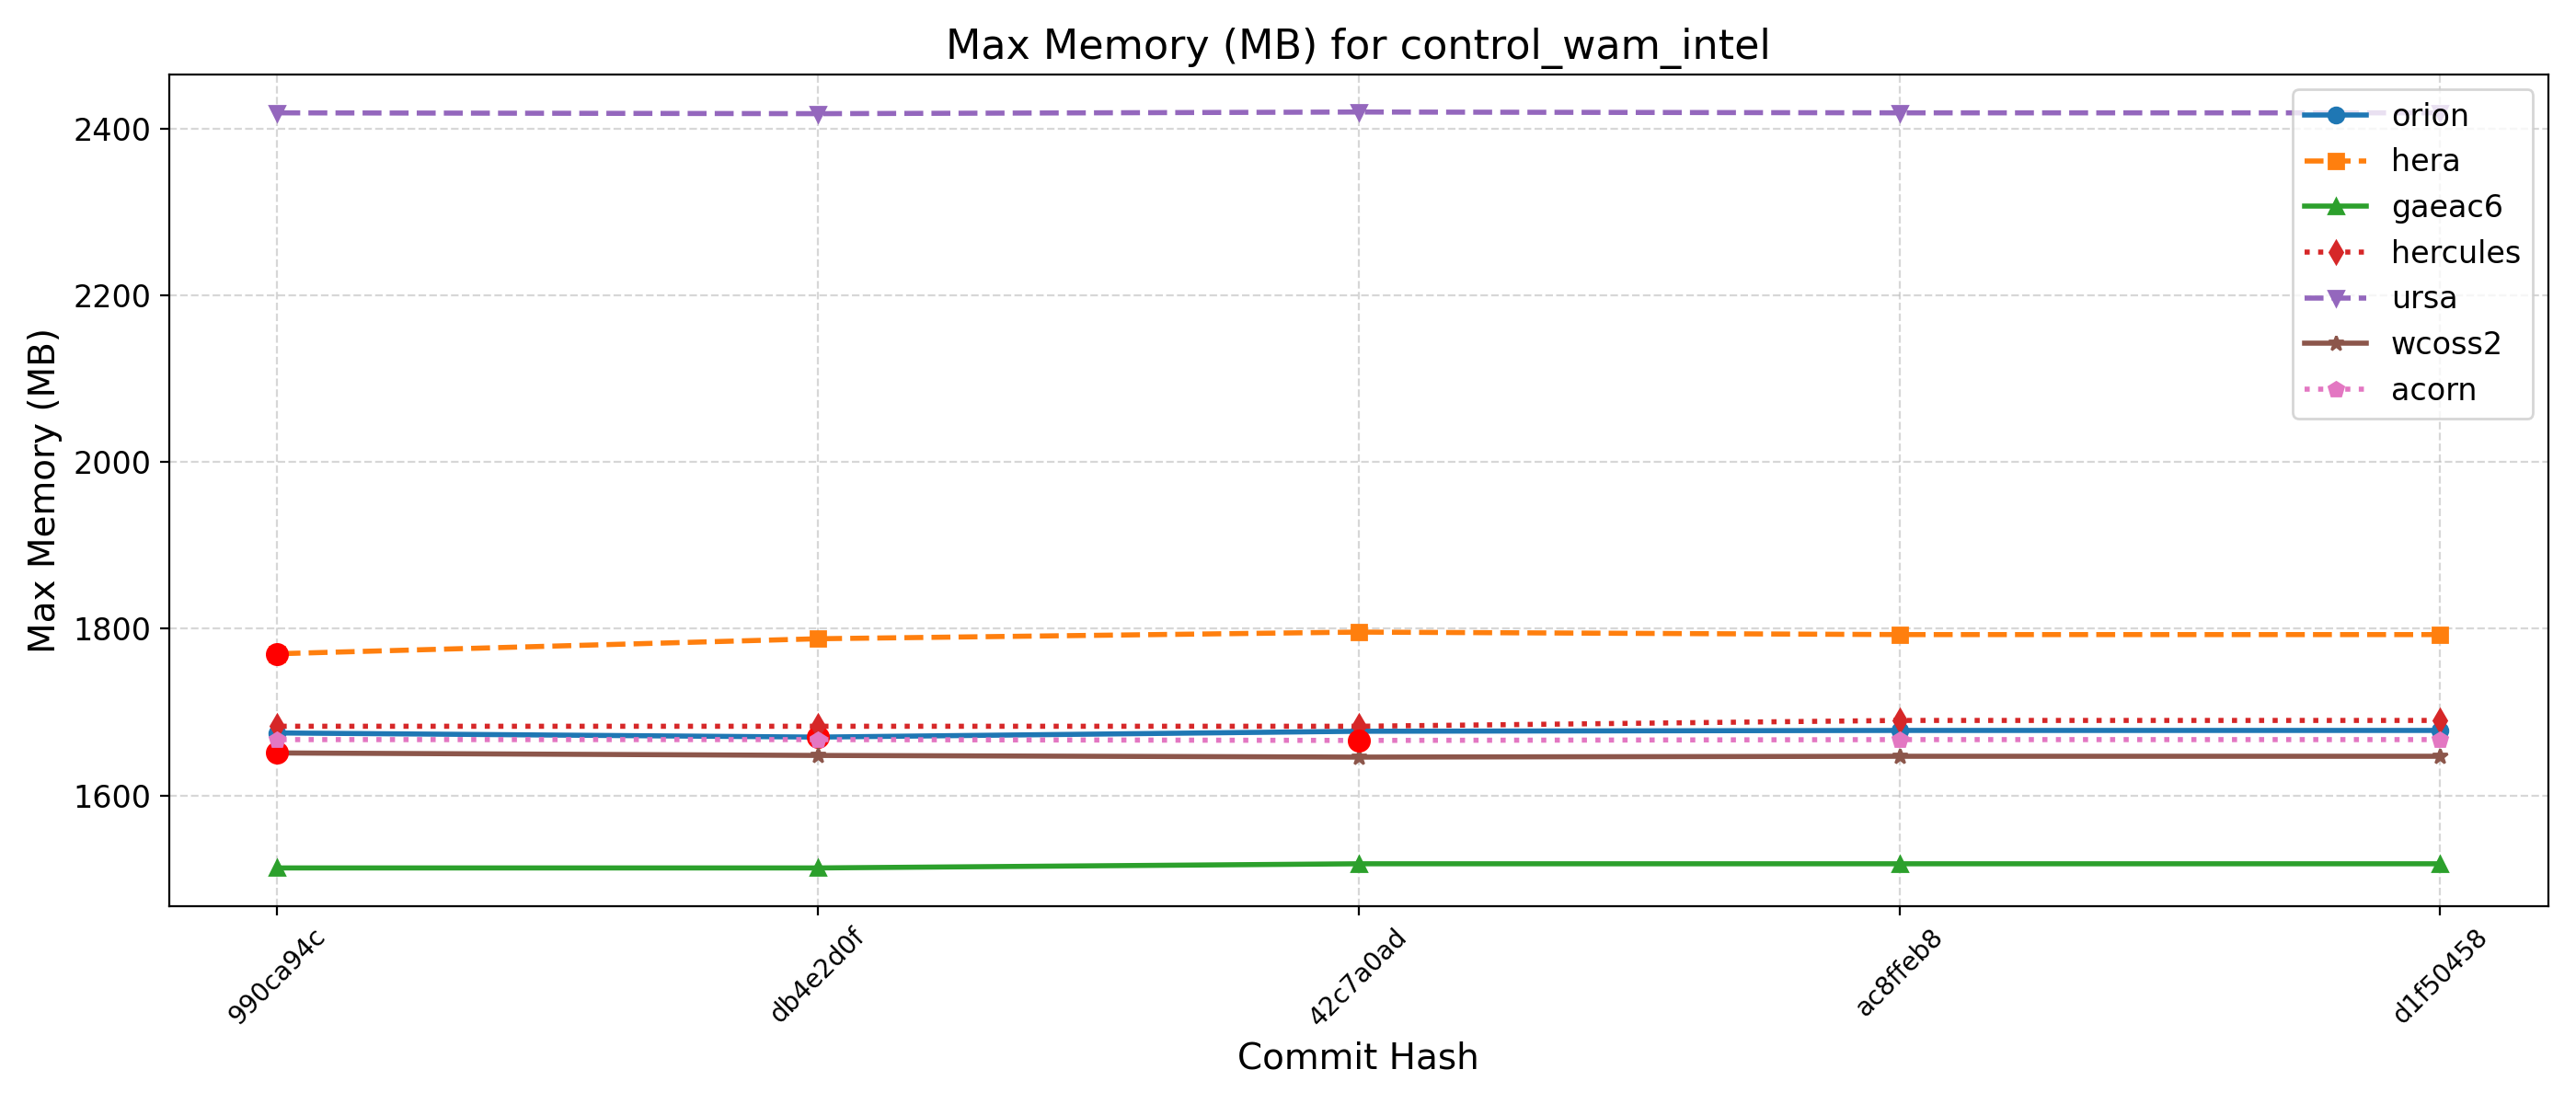 Max Memory (MB) for control_wam_intel
Max Memory (MB)
2400
2200
2000
1800
1600
orion
hera
gaeac6
hercules
ursa
wcoss2
acorn
990ca94c
db4e2d0f
42c7a0ad
ac8ffeb8
d1f50458
Commit Hash